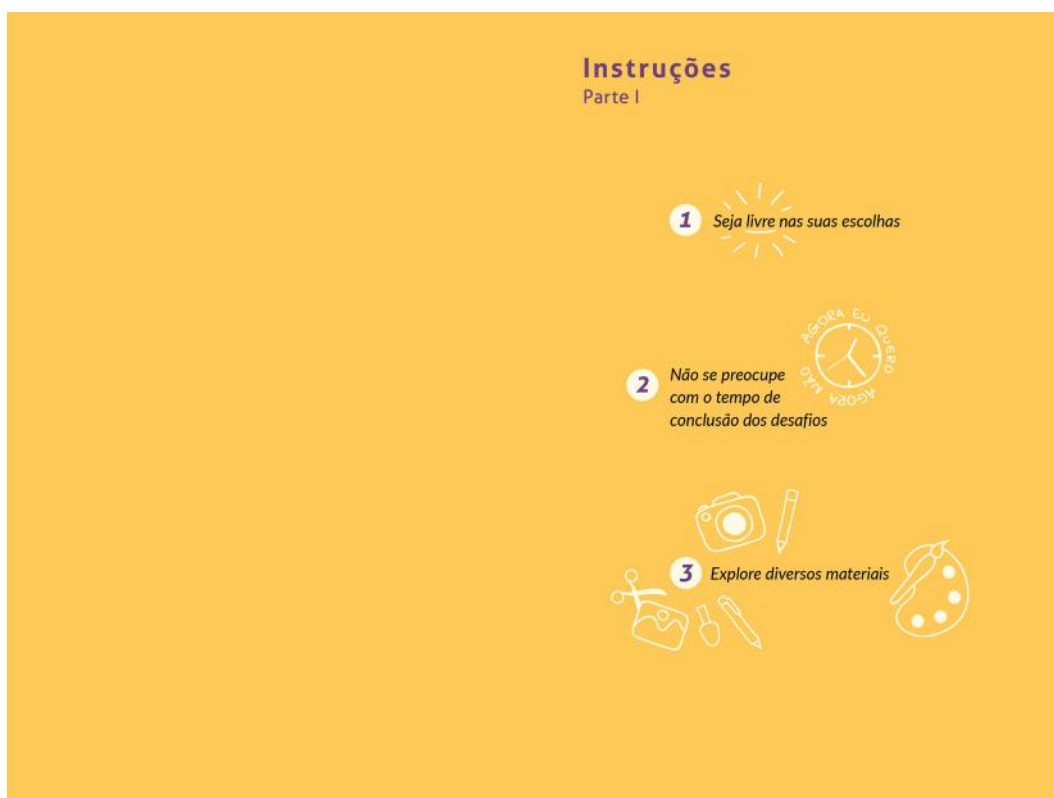 Instruções
Parte I
1 Seja livre nas suas escolhas
AGORA EU QUERO AGORA NÃO
2 Não se preocupe
com o tempo de
conclusão dos desafios
3 Explore diversos materiais